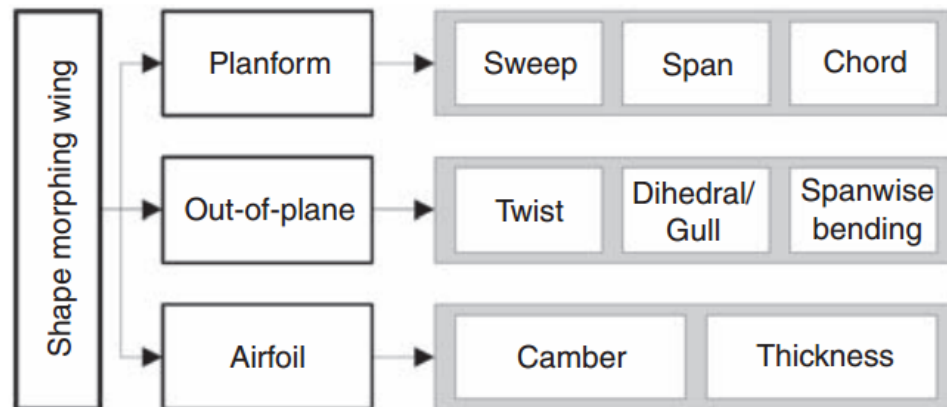 Shape morphing wing
Planform
Sweep
Span
Chord
Out-of-plane
Twist
Dihedral/
Gull
Spanwise
bending
Airfoil
Camber
Thickness